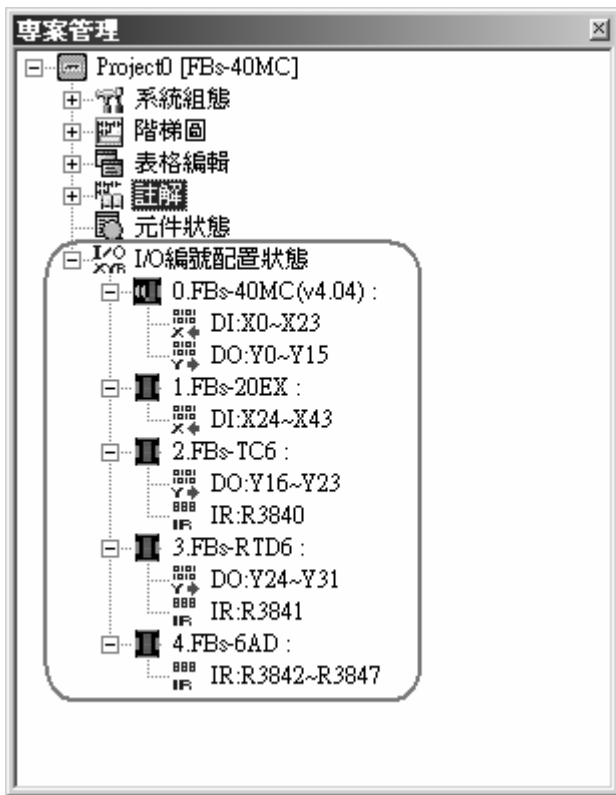 專案管理
Project0 [FBs-40MC]
系統組態
階梯圖
表格編輯
註解
元件狀態
I/O編號配置狀態
0.FBs-40MC(v4.04) :
DI:X0~X23
DO:Y0~Y15
1.FBs-20EX :
DI:X24~X43
2.FBs-TC6 :
DO:Y16~Y23
IR:R3840
3.FBs-RTD6 :
DO:Y24~Y31
IR:R3841
4.FBs-6AD :
IR:R3842~R3847